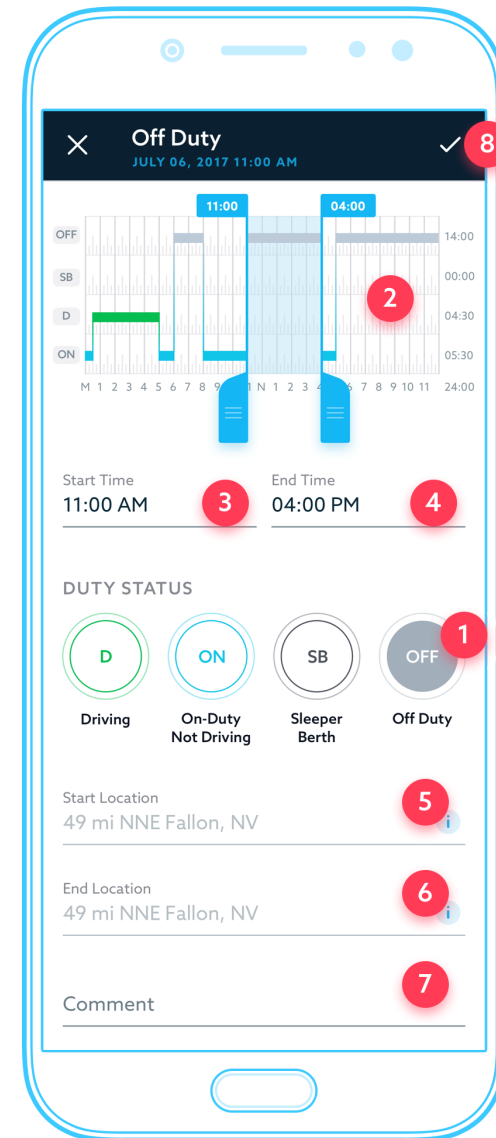 Off Duty
JULY 06, 2017 11:00 AM
8
11:00 04:00
OFF 14:00
SB 00:00
2
D 04:30
ON 05:30
M 1 2 3 4 5 6 7 8 9 1 N 1 2 3 4 6 7 8 9 10 11 24:00
Start Time End Time
11:00 AM 3 04:00 PM 4
DUTY STATUS
1
D ON SB OFF
Driving On-Duty Sleeper Off Duty
Not Driving Berth
Start Location
49 mi NNE Fallon, NV
5
i
End Location
49 mi NNE Fallon, NV
6
i
7
Comment